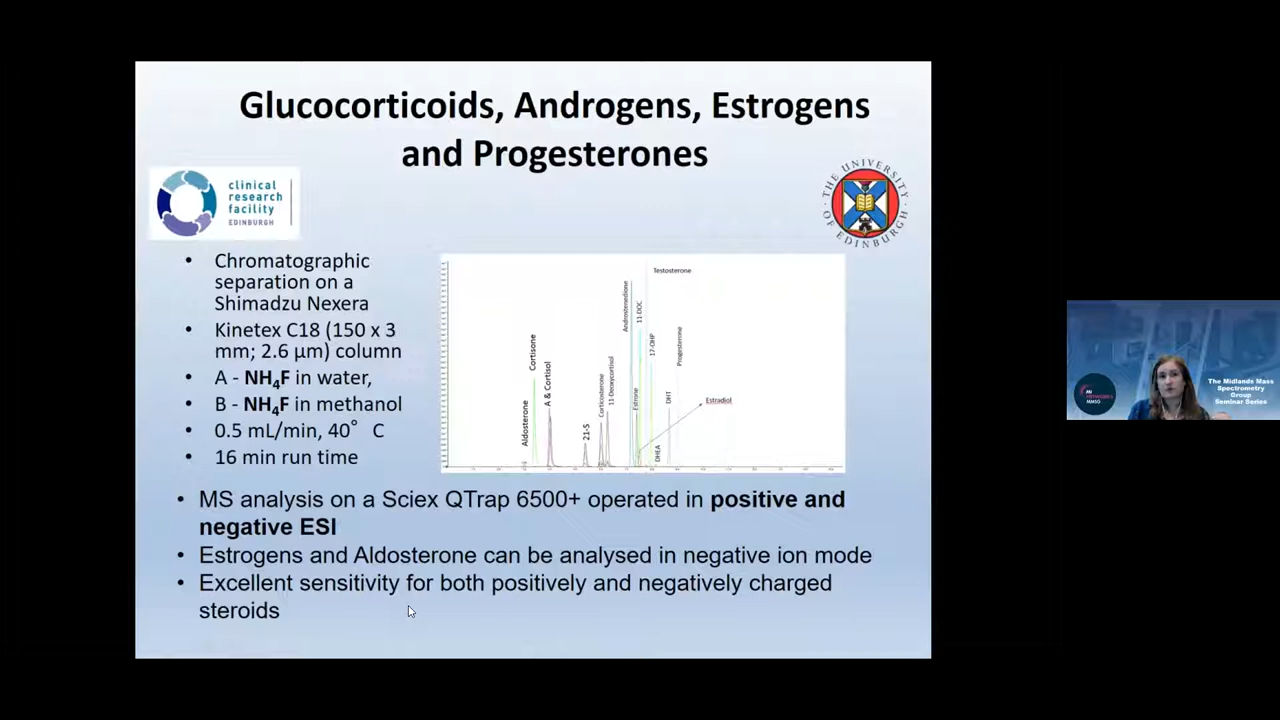 Glucocorticoids, Androgens, Estrogens
and Progesterones
clinical
research
facility
EDINBURGH
THE UNIVERSITY OF EDINBURGH
• Chromatographic
separation on a
Shimadzu Nexera
• Kinetex C18 (150 x 3
mm; 2.6 µm) column
• A - NH₄F in water,
• B - NH₄F in methanol
• 0.5 mL/min, 40° C
• 16 min run time
Aldosterone
Cortisone
A & Cortisol
21-S
Corticosterone
11-Deoxycortisol
Androstenedione
Estrone
11-DOC
Testosterone
17-OHP
DHEA
DHT
Progesterone
Estradiol
• MS analysis on a Sciex QTrap 6500+ operated in positive and
negative ESI
• Estrogens and Aldosterone can be analysed in negative ion mode
• Excellent sensitivity for both positively and negatively charged
steroids
The Midlands Mass
Spectrometry
Group
Seminar Series